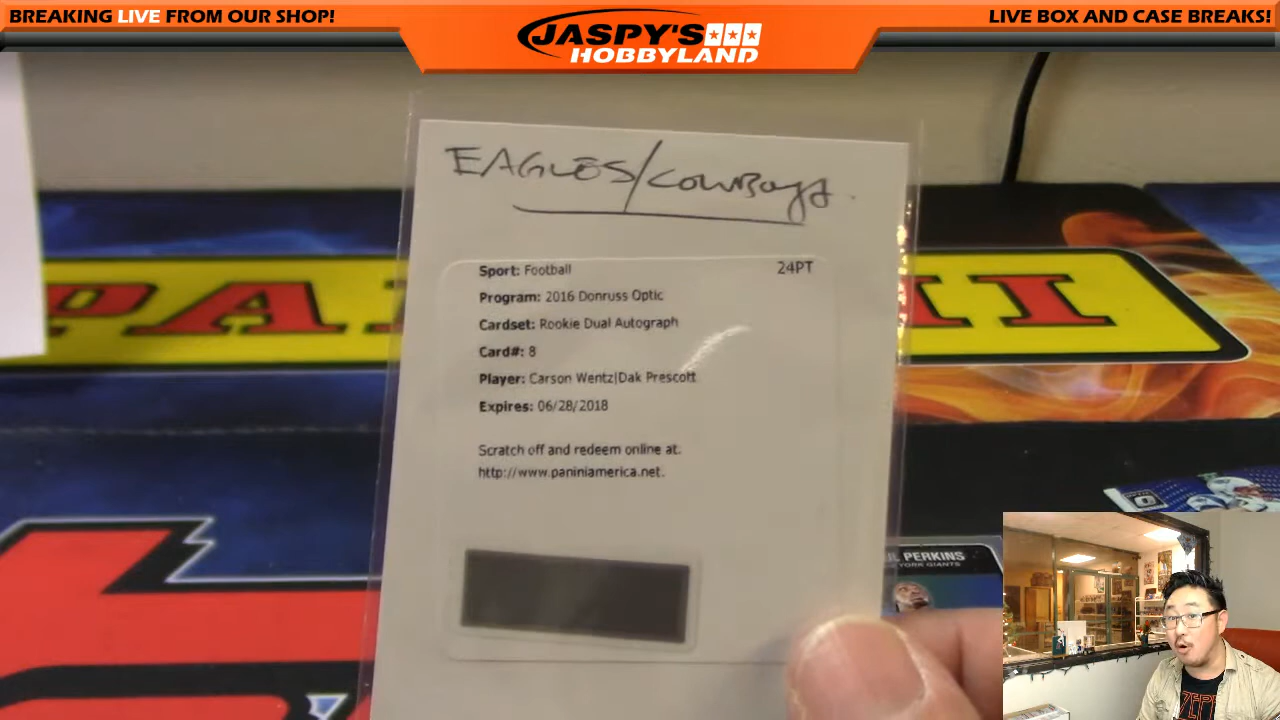 BREAKING LIVE FROM OUR SHOP!
JASPY'S
HOBBYLAND
LIVE BOX AND CASE BREAKS!
EAGLES/COWBOYS.
Sport: Football
24PT
Program: 2016 Donruss Optic
Cardset: Rookie Dual Autograph
Card#: 8
Player: Carson Wentz|Dak Prescott
Expires: 06/28/2018
Scratch off and redeem online at.
http://www.paniniamerica.net.
PERKINS
YORK GIANTS